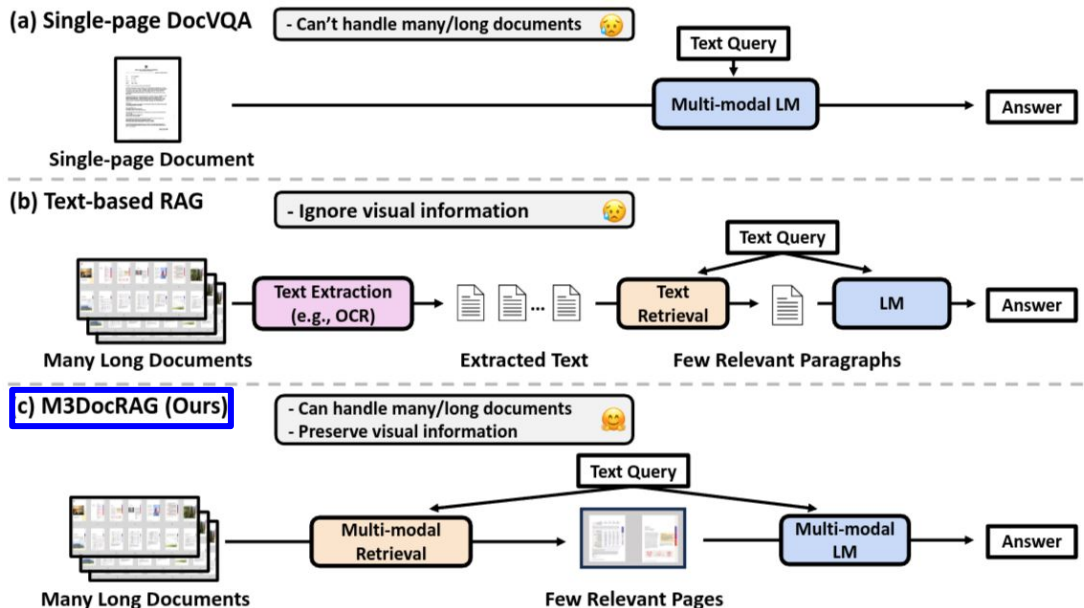 (a) Single-page DocVQA
- Can't handle many/long documents
Text Query
Multi-modal LM
Answer
Single-page Document
(b) Text-based RAG
- Ignore visual information
Text Query
Text Extraction
(e.g., OCR)
...
Text
Retrieval
LM
Answer
Many Long Documents
Extracted Text
Few Relevant Paragraphs
(c) M3DocRAG (Ours)
- Can handle many/long documents
- Preserve visual information
Text Query
Multi-modal
Retrieval
Multi-modal
LM
Answer
Many Long Documents
Few Relevant Pages